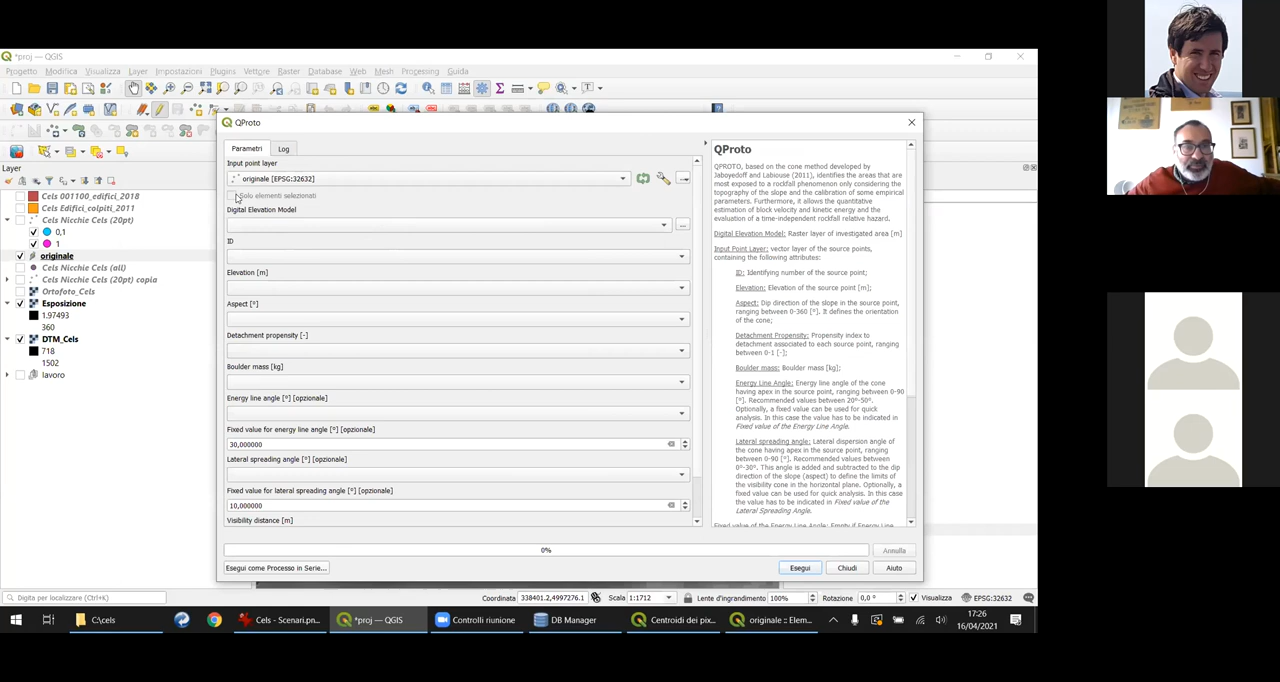 *proj — QGIS
Progetto Modifica Visualizza Layer Impostazioni Plugins Vettore Raster Database Web Mesh Processing Guida
QProto
Parametri Log
Input point layer
originale [EPSG:32632]
Solo elementi selezionati
Digital Elevation Model
ID
Elevation [m]
Aspect [°]
Detachment propensity [-]
Boulder mass [kg]
Energy line angle [°] [opzionale]
Fixed value for energy line angle [°] [opzionale]
30,000000
Lateral spreading angle [°] [opzionale]
Fixed value for lateral spreading angle [°] [opzionale]
10,000000
Visibility distance [m]
QProto
QPROTO, based on the cone method developed by
Jaboyedoff and Labiouse (2011), identifies the areas that
are most exposed to a rockfall phenomenon only considering the
topography of the slope and the calibration of some empirical
parameters. Furthermore, it allows the quantitative
estimation of block velocity and kinetic energy and the
evaluation of a time-independent rockfall relative hazard.
Digital Elevation Model: Raster layer of investigated area [m]
Input Point Layer: vector layer of the source points,
containing the following attributes:
ID: Identifying number of the source point;
Elevation: Elevation of the source point [m];
Aspect: Dip direction of the slope in the source point,
ranging between 0-360 [°]. It defines the orientation
of the cone;
Detachment Propensity: Propensity index to
detachment associated to each source point, ranging
between 0-1 [-];
Boulder mass: Boulder mass [kg];
Energy Line Angle: Energy line angle of the cone
having apex in the source point, ranging between 0-90
[°]. Recommended values between 20°-50°.
Optionally, a fixed value can be used for quick
analysis. In this case the value has to be indicated in
Fixed value of the Energy Line Angle.
Lateral spreading angle: Lateral dispersion angle of
the cone having apex in the source point, ranging
between 0-90 [°]. Recommended values between
0°-30°. This angle is added and subtracted to the dip
direction of the slope (aspect) to define the limits of
the visibility cone in the horizontal plane. Optionally, a
fixed value can be used for quick analysis. In this case
the value has to be indicated in Fixed value of the
Lateral Spreading Angle.
Fixed value of the Energy Line Angle: Empty if Energy Line
0%
Annulla
Esegui come Processo in Serie...
Esegui Chiudi Aiuto
Layer
Cels 001100_edifici_2018
Cels Edifici_colpiti_2011
Cels Nicchie Cels (20pt)
0,1
1
originale
Cels Nicchie Cels (all)
Cels Nicchie Cels (20pt) copia
Ortofoto_Cels
Esposizione
1.97493
360
DTM_Cels
718
1502
lavoro
Digita per localizzare (Ctrl+K)
Coordinata 338401.2,4997276.1 Scala 1:1712 Lente d'ingrandimento 100% Rotazione 0,0 ° Visualizza EPSG:32632
C:\cels
Cels - Scenari.pn...
*proj — QGIS
Controlli riunione
DB Manager
Centroidi dei pix...
originale :: Elem...
17:26
16/04/2021